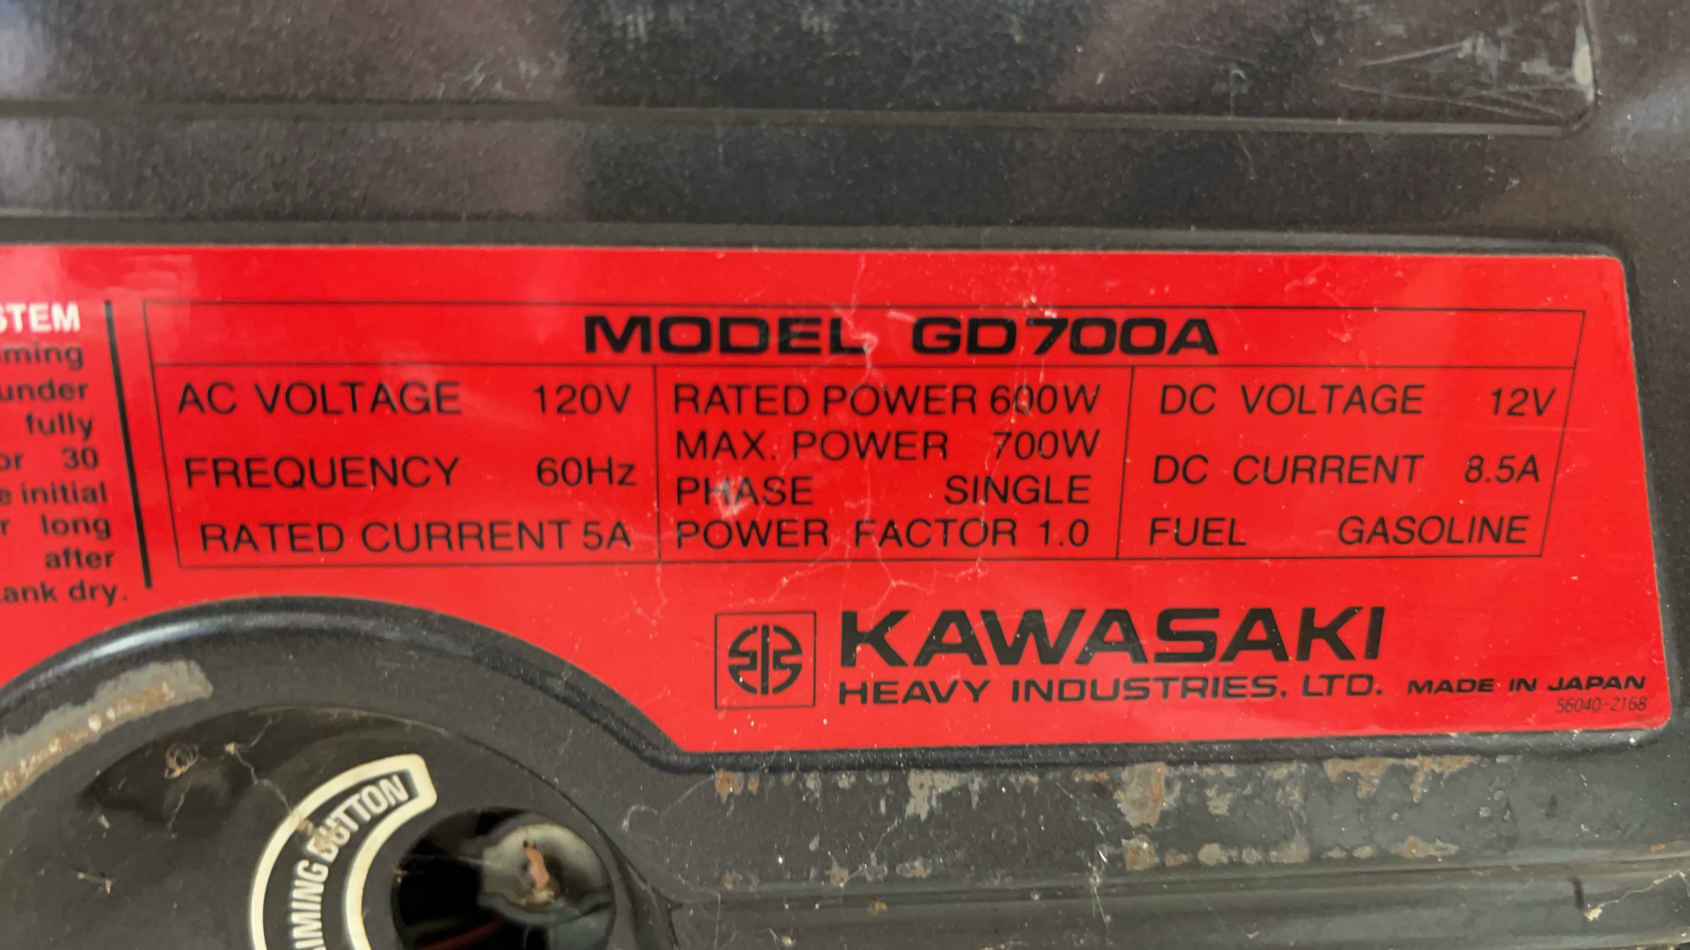 STEM
ming
under
fully
or 30
e initial
r long
after
ank dry.
MODEL GD700A
AC VOLTAGE 120V
FREQUENCY 60Hz
RATED CURRENT 5A
RATED POWER 600W
MAX. POWER 700W
PHASE SINGLE
POWER FACTOR 1.0
DC VOLTAGE 12V
DC CURRENT 8.5A
FUEL GASOLINE
KAWASAKI
HEAVY INDUSTRIES, LTD. MADE IN JAPAN
56040-2168
IMING BUTTON